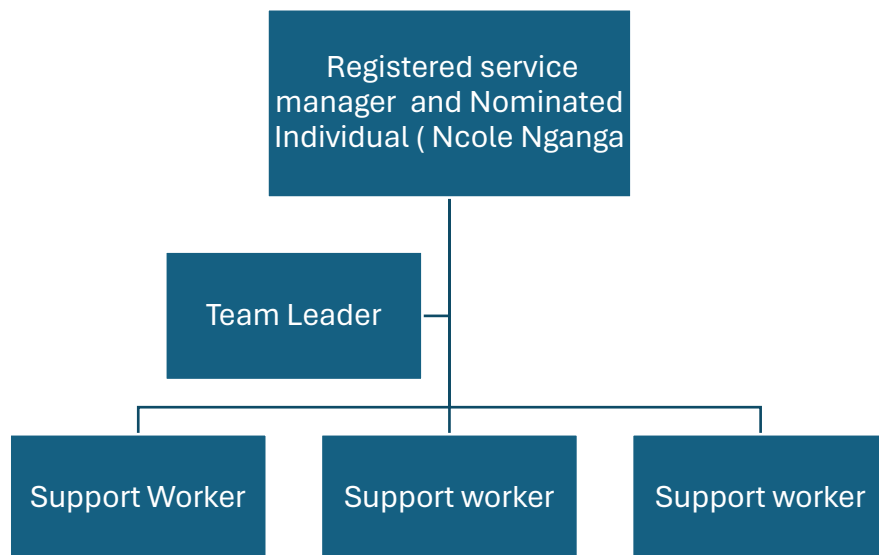 Registered service
manager and Nominated
Individual ( Ncole Nganga
Team Leader
Support Worker
Support worker
Support worker